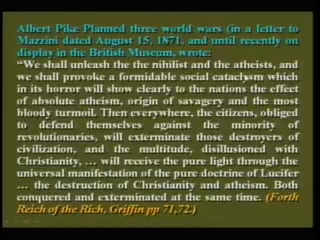 Albert Pike Planned three world wars (in a letter to
Mazzini dated August 15, 1871, and until recently on
display in the British Museum, wrote:
“We shall unleash the the nihilist and the atheists, and
we shall provoke a formidable social cataclysm which
in its horror will show clearly to the nations the effect
of absolute atheism, origin of savagery and the most
bloody turmoil. Then everywhere, the citizens, obliged
to defend themselves against the minority of
revolutionaries, will exterminate those destroyers of
civilization, and the multitude, disillusioned with
Christianity, … will receive the pure light through the
universal manifestation of the pure doctrine of Lucifer
… the destruction of Christianity and atheism. Both
conquered and exterminated at the same time. (Forth
Reich of the Rich, Griffin pp 71,72.)